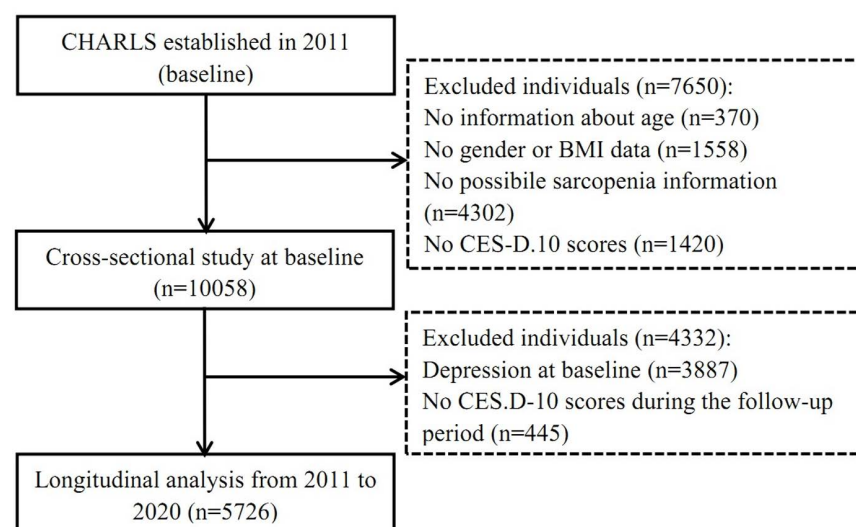 CHARLS established in 2011
(baseline)
Excluded individuals (n=7650):
No information about age (n=370)
No gender or BMI data (n=1558)
No possibile sarcopenia information
(n=4302)
No CES-D.10 scores (n=1420)
Cross-sectional study at baseline
(n=10058)
Excluded individuals (n=4332):
Depression at baseline (n=3887)
No CES.D-10 scores during the follow-up
period (n=445)
Longitudinal analysis from 2011 to
2020 (n=5726)